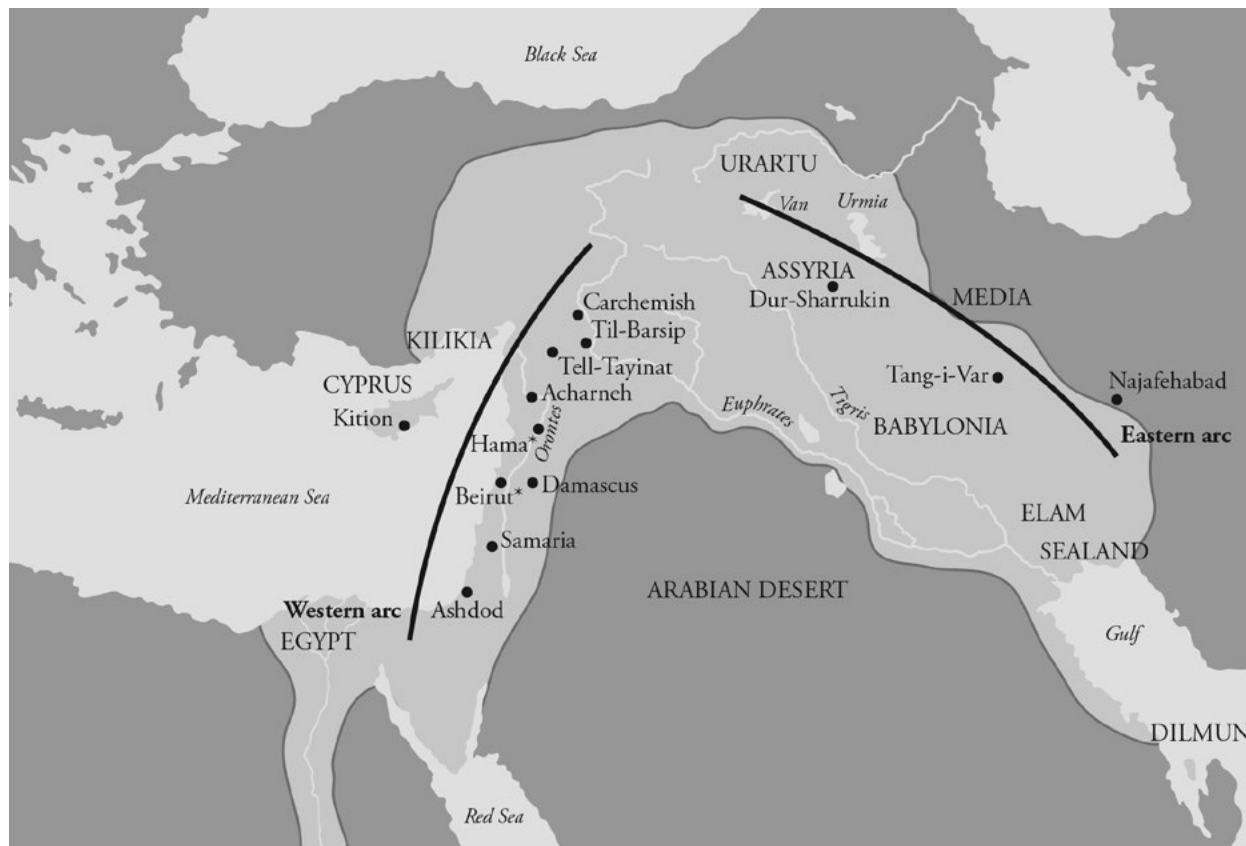 Black Sea
URARTU
Van
Urmia
ASSYRIA
Dur-Sharrukin
MEDIA
Carchemish
Til-Barsip
KILIKIA
Tell-Tayinat
CYPRUS
Acharneh
Kition
Tang-i-Var
Najafehabad
Euphrates
Tigris
BABYLONIA
Orontes
Hama*
Eastern arc
Mediterranean Sea
Beirut*
Damascus
ELAM
Samaria
SEALAND
ARABIAN DESERT
Western arc
Ashdod
EGYPT
Gulf
DILMUN
Red Sea